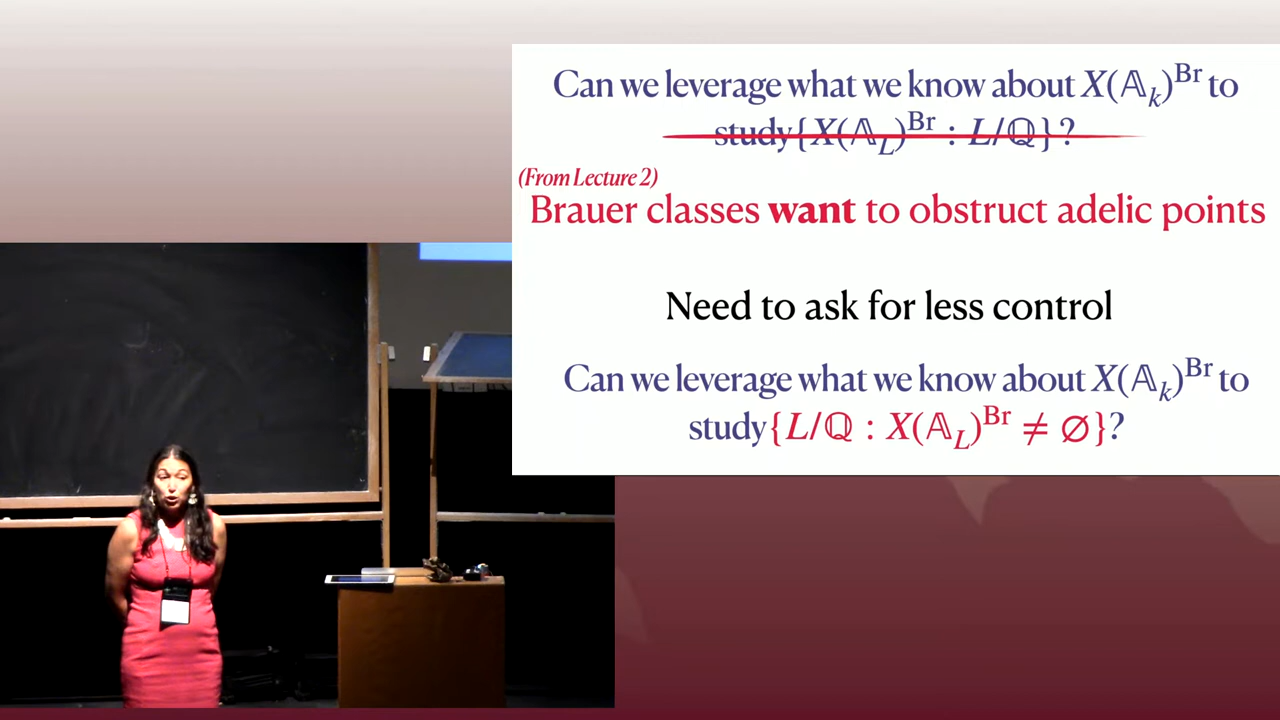 Can we leverage what we know about X(𝔸_k)^Br to
study{X(𝔸_L)^Br : L/ℚ}?
(From Lecture 2)
Brauer classes want to obstruct adelic points
Need to ask for less control
Can we leverage what we know about X(𝔸_k)^Br to
study{L/ℚ : X(𝔸_L)^Br ≠ ∅}?